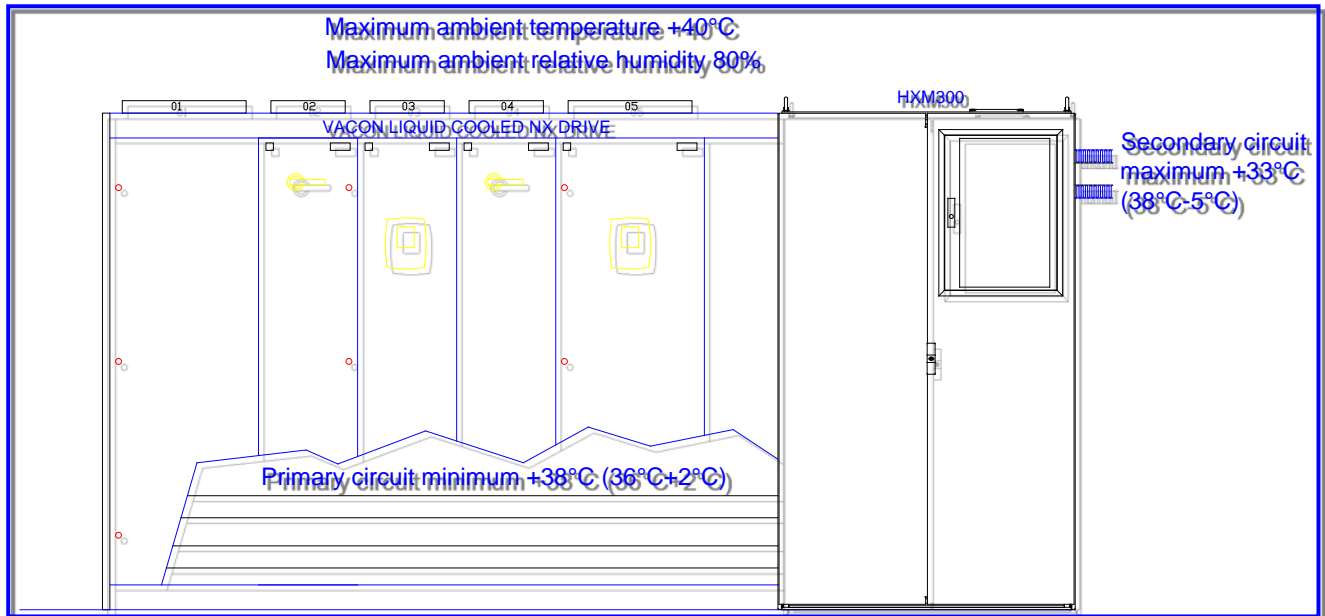 Maximum ambient temperature +40°C
Maximum ambient relative humidity 80%
01 02 03 04 05
HXM300
VACON LIQUID COOLED NX DRIVE
Secondary circuit
maximum +33°C
(38°C-5°C)
Primary circuit minimum +38°C (36°C+2°C)